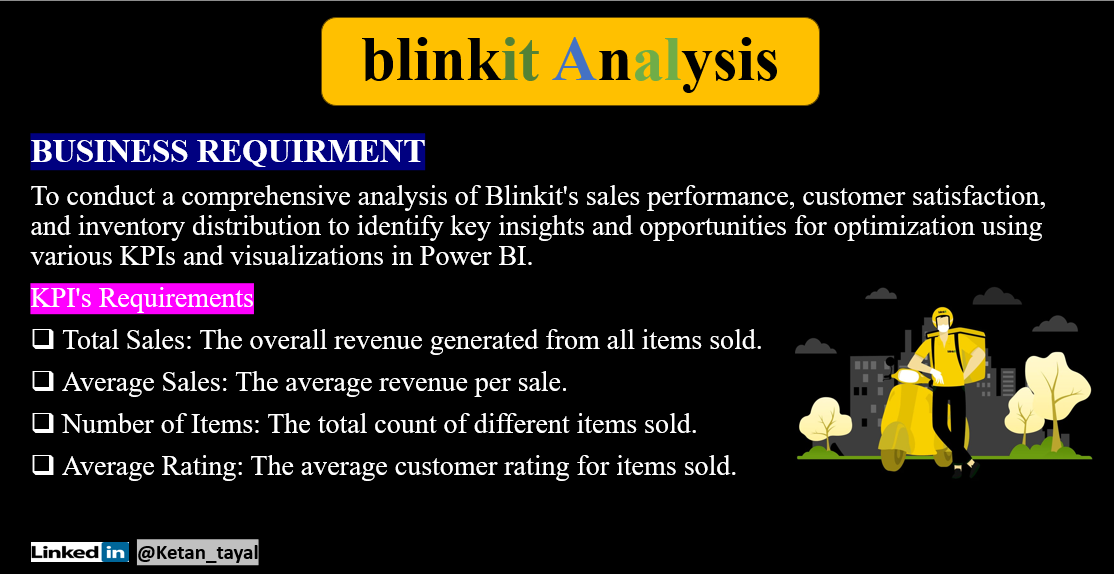 blinkit Analysis
BUSINESS REQUIRMENT
To conduct a comprehensive analysis of Blinkit's sales performance, customer satisfaction,
and inventory distribution to identify key insights and opportunities for optimization using
various KPIs and visualizations in Power BI.
KPI's Requirements
❑ Total Sales: The overall revenue generated from all items sold.
❑ Average Sales: The average revenue per sale.
❑ Number of Items: The total count of different items sold.
❑ Average Rating: The average customer rating for items sold.
Linked in @Ketan_tayal